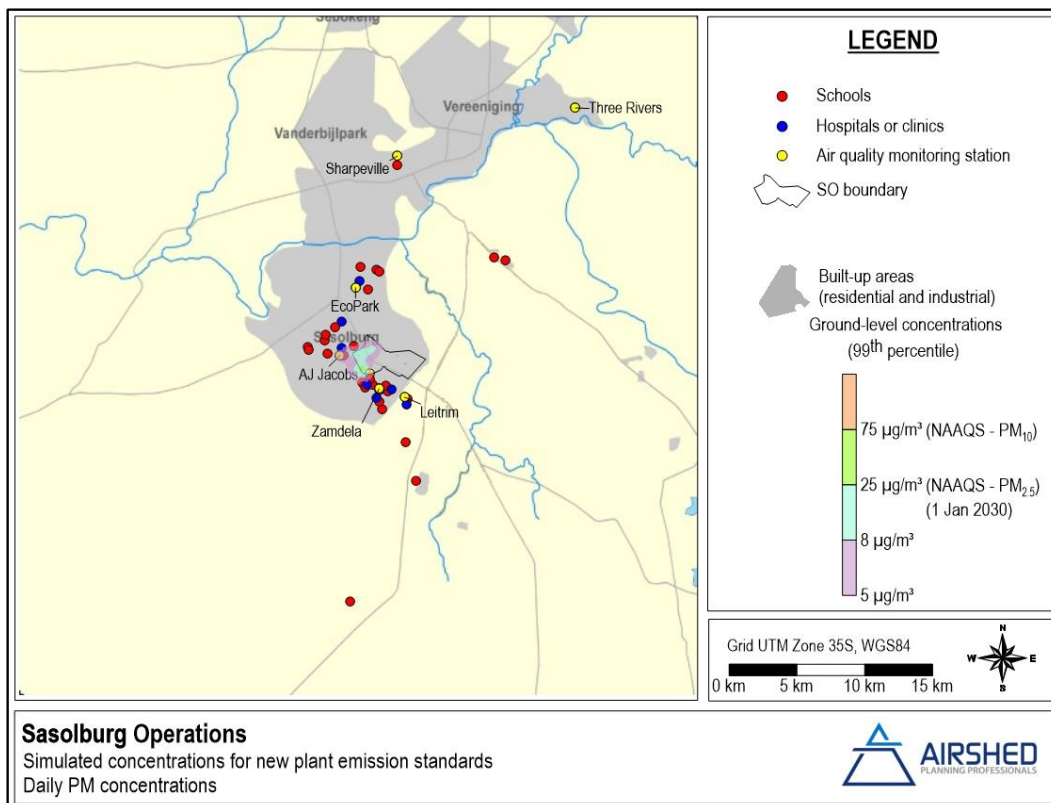 Sebokeng
Vereeniging
Three Rivers
Vanderbijlpark
Sharpeville
EcoPark
Sasolburg
AJ Jacobs
Leitrim
Zamdela
LEGEND
Schools
Hospitals or clinics
Air quality monitoring station
SO boundary
Built-up areas
(residential and industrial)
Ground-level concentrations
(99th percentile)
75 µg/m³ (NAAQS - PM10)
25 µg/m³ (NAAQS - PM2.5)
(1 Jan 2030)
8 µg/m³
5 µg/m³
Grid UTM Zone 35S, WGS84
0 km 5 km 10 km 15 km
N
W E
S
Sasolburg Operations
Simulated concentrations for new plant emission standards
Daily PM concentrations
AIRSHED
PLANNING PROFESSIONALS